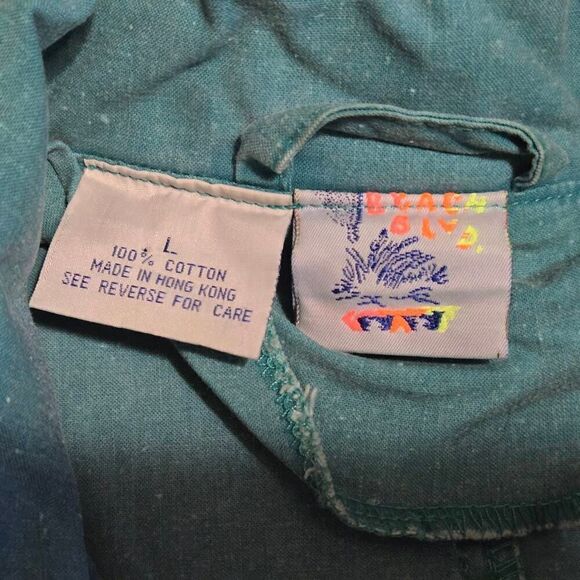 L
100% COTTON
MADE IN HONG KONG
SEE REVERSE FOR CARE
BEACH
BLVD.